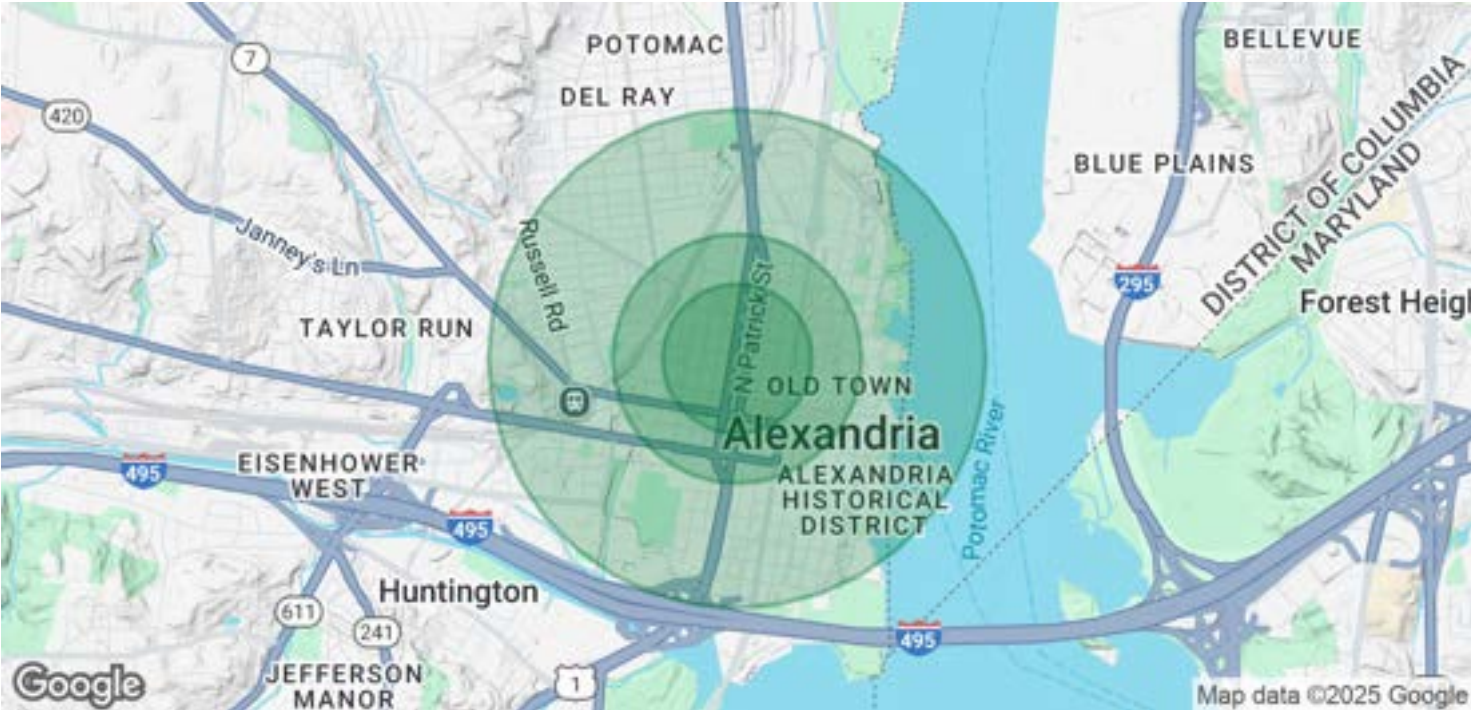 POTOMAC
BELLEVUE
7
DEL RAY
420
BLUE PLAINS
DISTRICT OF COLUMBIA
MARYLAND
Janney's Ln
Russell Rd
N Patrick St
295
Forest Heigl
TAYLOR RUN
OLD TOWN
Alexandria
Potomac River
495
EISENHOWER
WEST
ALEXANDRIA
HISTORICAL
DISTRICT
495
Huntington
611
241
495
JEFFERSON
MANOR
1
Google
Map data ©2025 Google